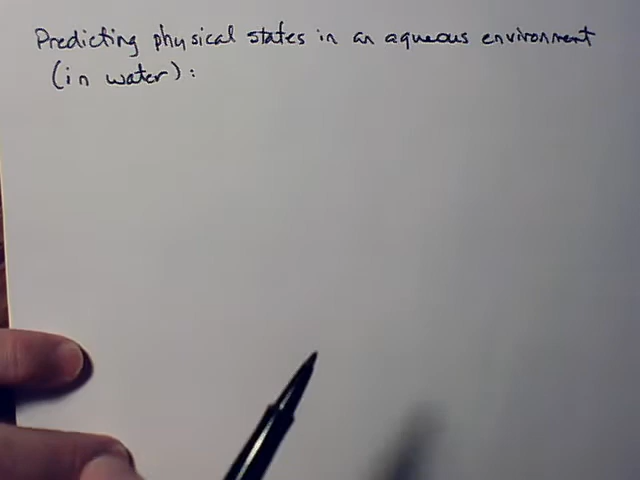 Predicting physical states in an aqueous environment
(in water):